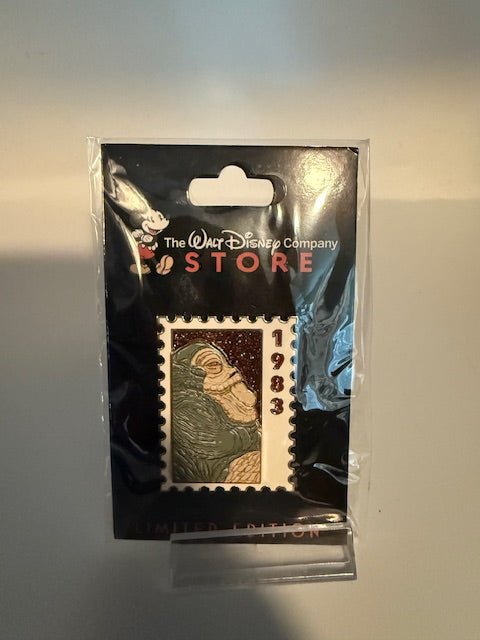 The WALT DISNEY Company
STORE
1983
LIMITED EDITION